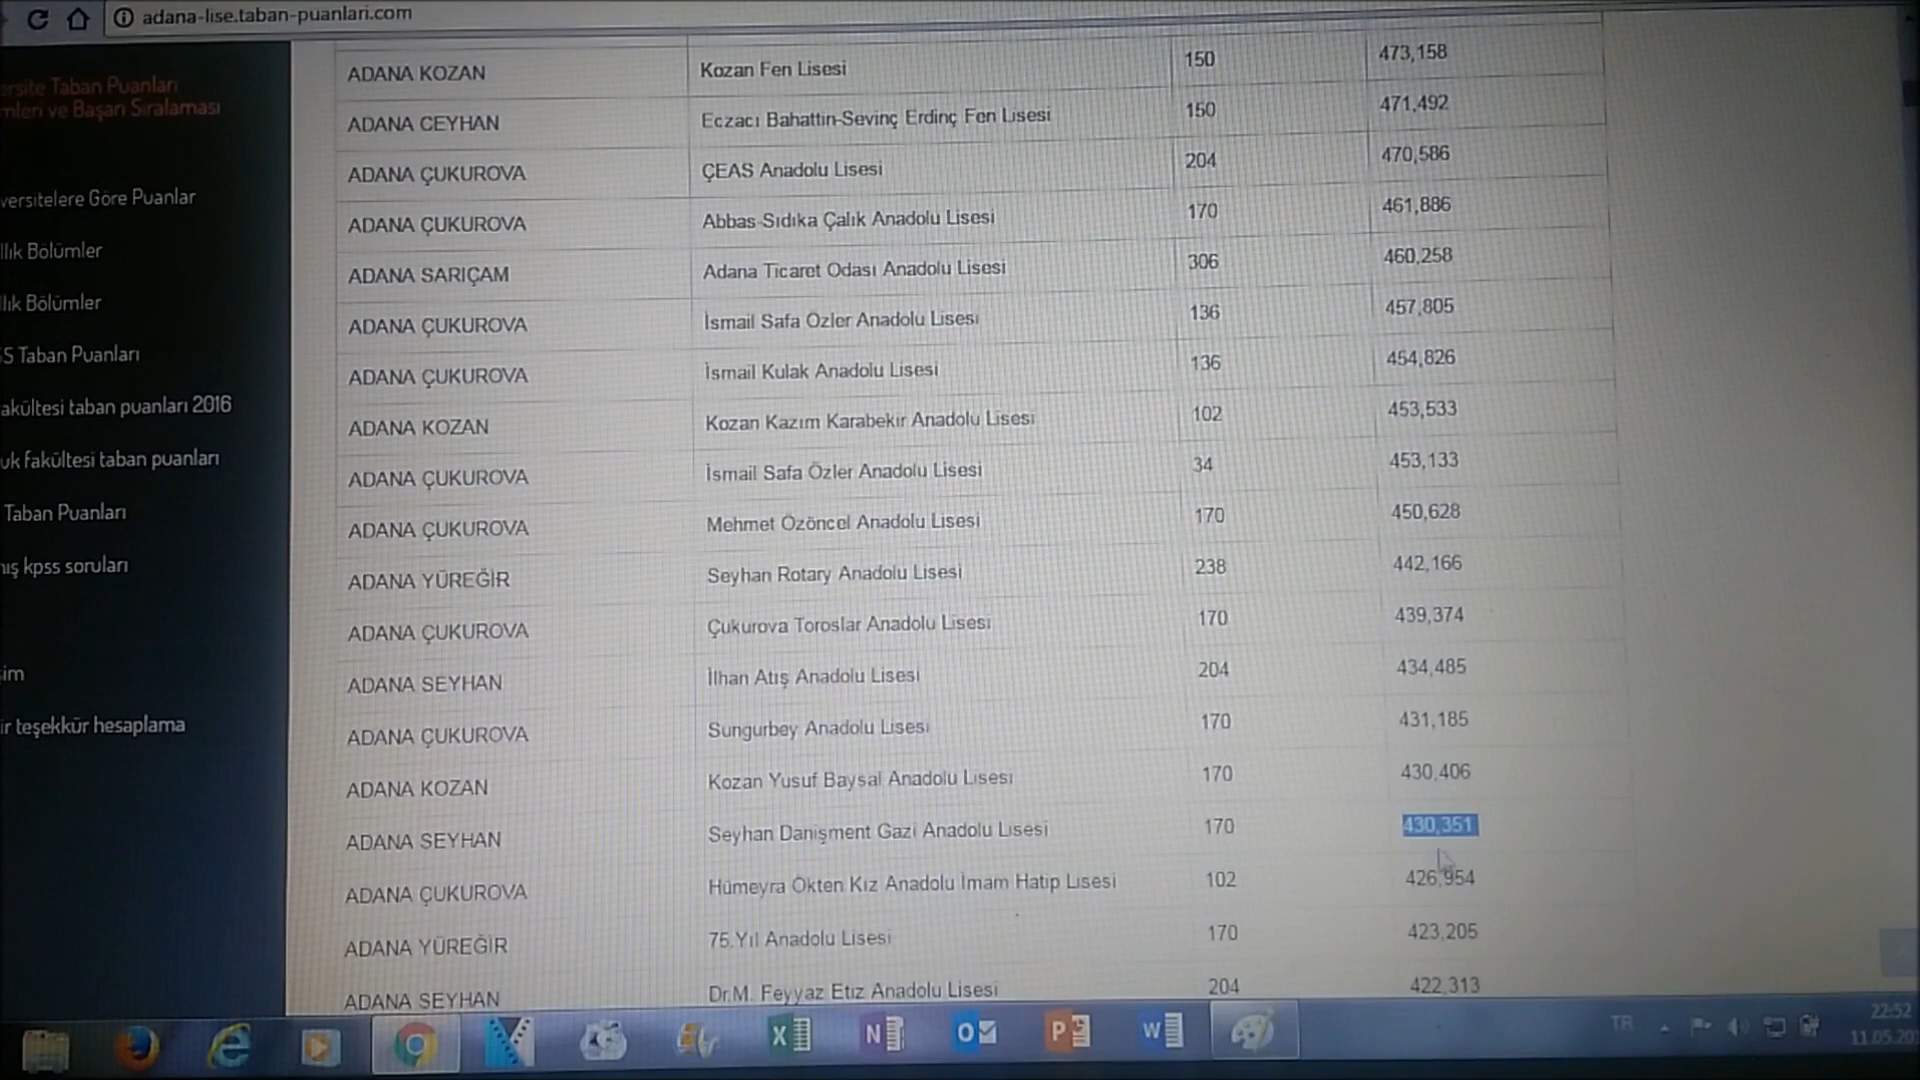 adana-lise.taban-puanlari.com
ersite Taban Puanları
mleri ve Başarı Sıralaması
versitelere Göre Puanlar
llık Bölümler
llık Bölümler
S Taban Puanları
akültesi taban puanları 2016
uk fakültesi taban puanları
Taban Puanları
mış kpss soruları
im
ir teşekkür hesaplama
ADANA KOZAN Kozan Fen Lisesi 150 473,158
ADANA CEYHAN Eczacı Bahattin-Sevinç Erdinç Fen Lisesi 150 471,492
ADANA ÇUKUROVA ÇEAS Anadolu Lisesi 204 470,586
ADANA ÇUKUROVA Abbas-Sıdıka Çalık Anadolu Lisesi 170 461,886
ADANA SARIÇAM Adana Ticaret Odası Anadolu Lisesi 306 460,258
ADANA ÇUKUROVA İsmail Safa Özler Anadolu Lisesi 136 457,805
ADANA ÇUKUROVA İsmail Kulak Anadolu Lisesi 136 454,826
ADANA KOZAN Kozan Kazım Karabekir Anadolu Lisesi 102 453,533
ADANA ÇUKUROVA İsmail Safa Özler Anadolu Lisesi 34 453,133
ADANA ÇUKUROVA Mehmet Özöncel Anadolu Lisesi 170 450,628
ADANA YÜREĞİR Seyhan Rotary Anadolu Lisesi 238 442,166
ADANA ÇUKUROVA Çukurova Toroslar Anadolu Lisesi 170 439,374
ADANA SEYHAN İlhan Atış Anadolu Lisesi 204 434,485
ADANA ÇUKUROVA Sungurbey Anadolu Lisesi 170 431,185
ADANA KOZAN Kozan Yusuf Baysal Anadolu Lisesi 170 430,406
ADANA SEYHAN Seyhan Danişment Gazi Anadolu Lisesi 170 430,351
ADANA ÇUKUROVA Hümeyra Ökten Kız Anadolu İmam Hatip Lisesi 102 426,954
ADANA YÜREĞİR 75.Yıl Anadolu Lisesi 170 423,205
ADANA SEYHAN Dr.M. Feyyaz Etiz Anadolu Lisesi 204 422,313
TR
22:52
11.05.20